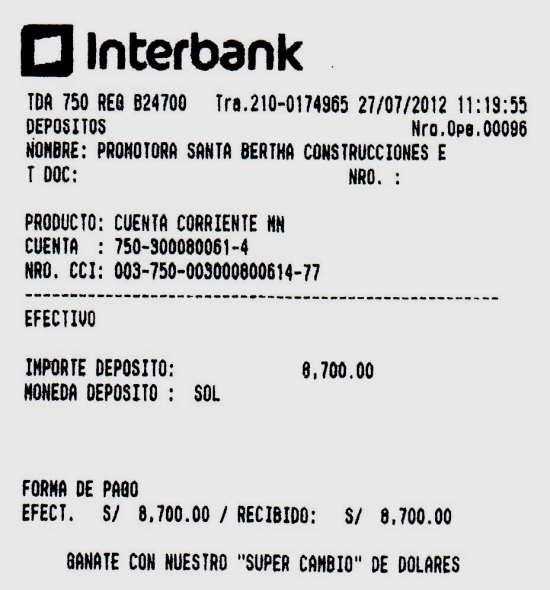 Interbank
TDA 750 REG B24700 Tra.210-0174965 27/07/2012 11:19:55
DEPOSITOS Nro.Ope.00096
NOMBRE: PROMOTORA SANTA BERTHA CONSTRUCCIONES E
T DOC: NRO. :
PRODUCTO: CUENTA CORRIENTE MN
CUENTA : 750-300080061-4
NRO. CCI: 003-750-003000800614-77
------------------------------------------------
EFECTIVO
IMPORTE DEPOSITO: 8,700.00
MONEDA DEPOSITO : SOL
FORMA DE PAGO
EFECT. S/ 8,700.00 / RECIBIDO: S/ 8,700.00
GANATE CON NUESTRO "SUPER CAMBIO" DE DOLARES